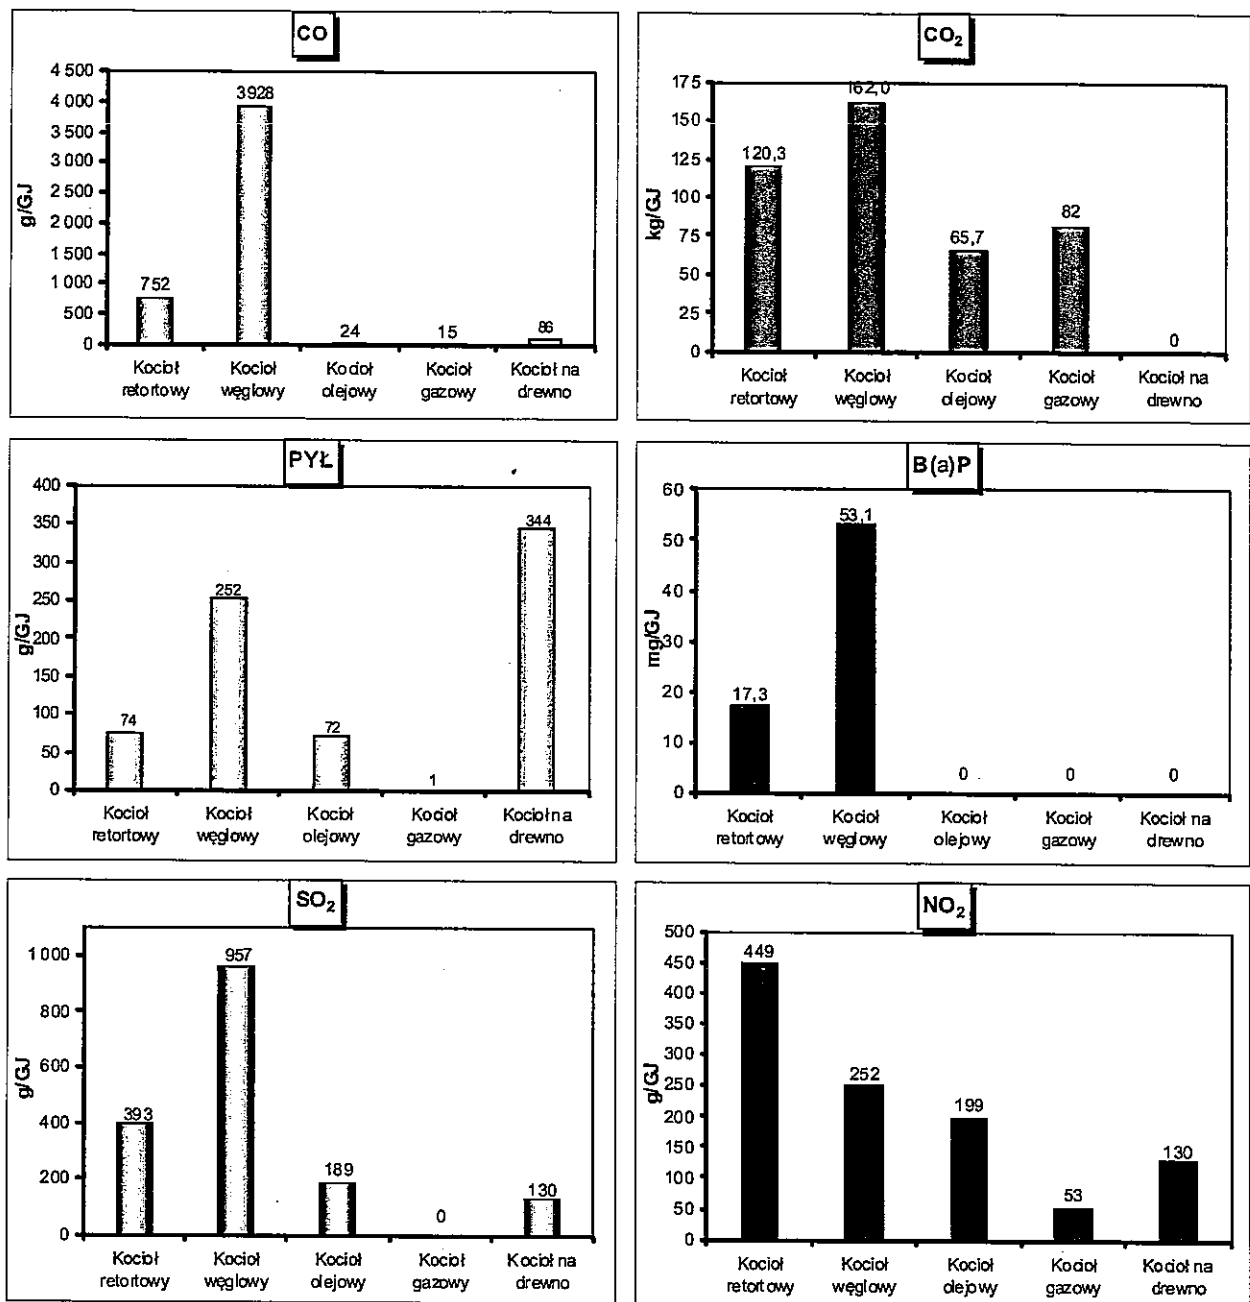 CO
4 500
4 000
3 500
3 000
2 500
2 000
1 500
1 000
500
0
g/GJ
752
3928
24
15
86
Kocioł retortowy
Kocioł węglowy
Kocioł olejowy
Kocioł gazowy
Kocioł na drewno
CO₂
175
150
125
100
75
50
25
0
kg/GJ
120,3
162,0
65,7
82
0
Kocioł retortowy
Kocioł węglowy
Kocioł olejowy
Kocioł gazowy
Kocioł na drewno
PYŁ
400
350
300
250
200
150
100
50
0
g/GJ
74
252
72
1
344
Kocioł retortowy
Kocioł węglowy
Kocioł olejowy
Kocioł gazowy
Kocioł na drewno
B(a)P
60
50
40
30
20
10
0
mg/GJ
17,3
53,1
0
0
0
Kocioł retortowy
Kocioł węglowy
Kocioł olejowy
Kocioł gazowy
Kocioł na drewno
SO₂
1 000
800
600
400
200
0
g/GJ
393
957
189
0
130
Kocioł retortowy
Kocioł węglowy
Kocioł olejowy
Kocioł gazowy
Kocioł na drewno
NO₂
500
450
400
350
300
250
200
150
100
50
0
g/GJ
449
252
199
53
130
Kocioł retortowy
Kocioł węglowy
Kocioł olejowy
Kocioł gazowy
Kocioł na drewno